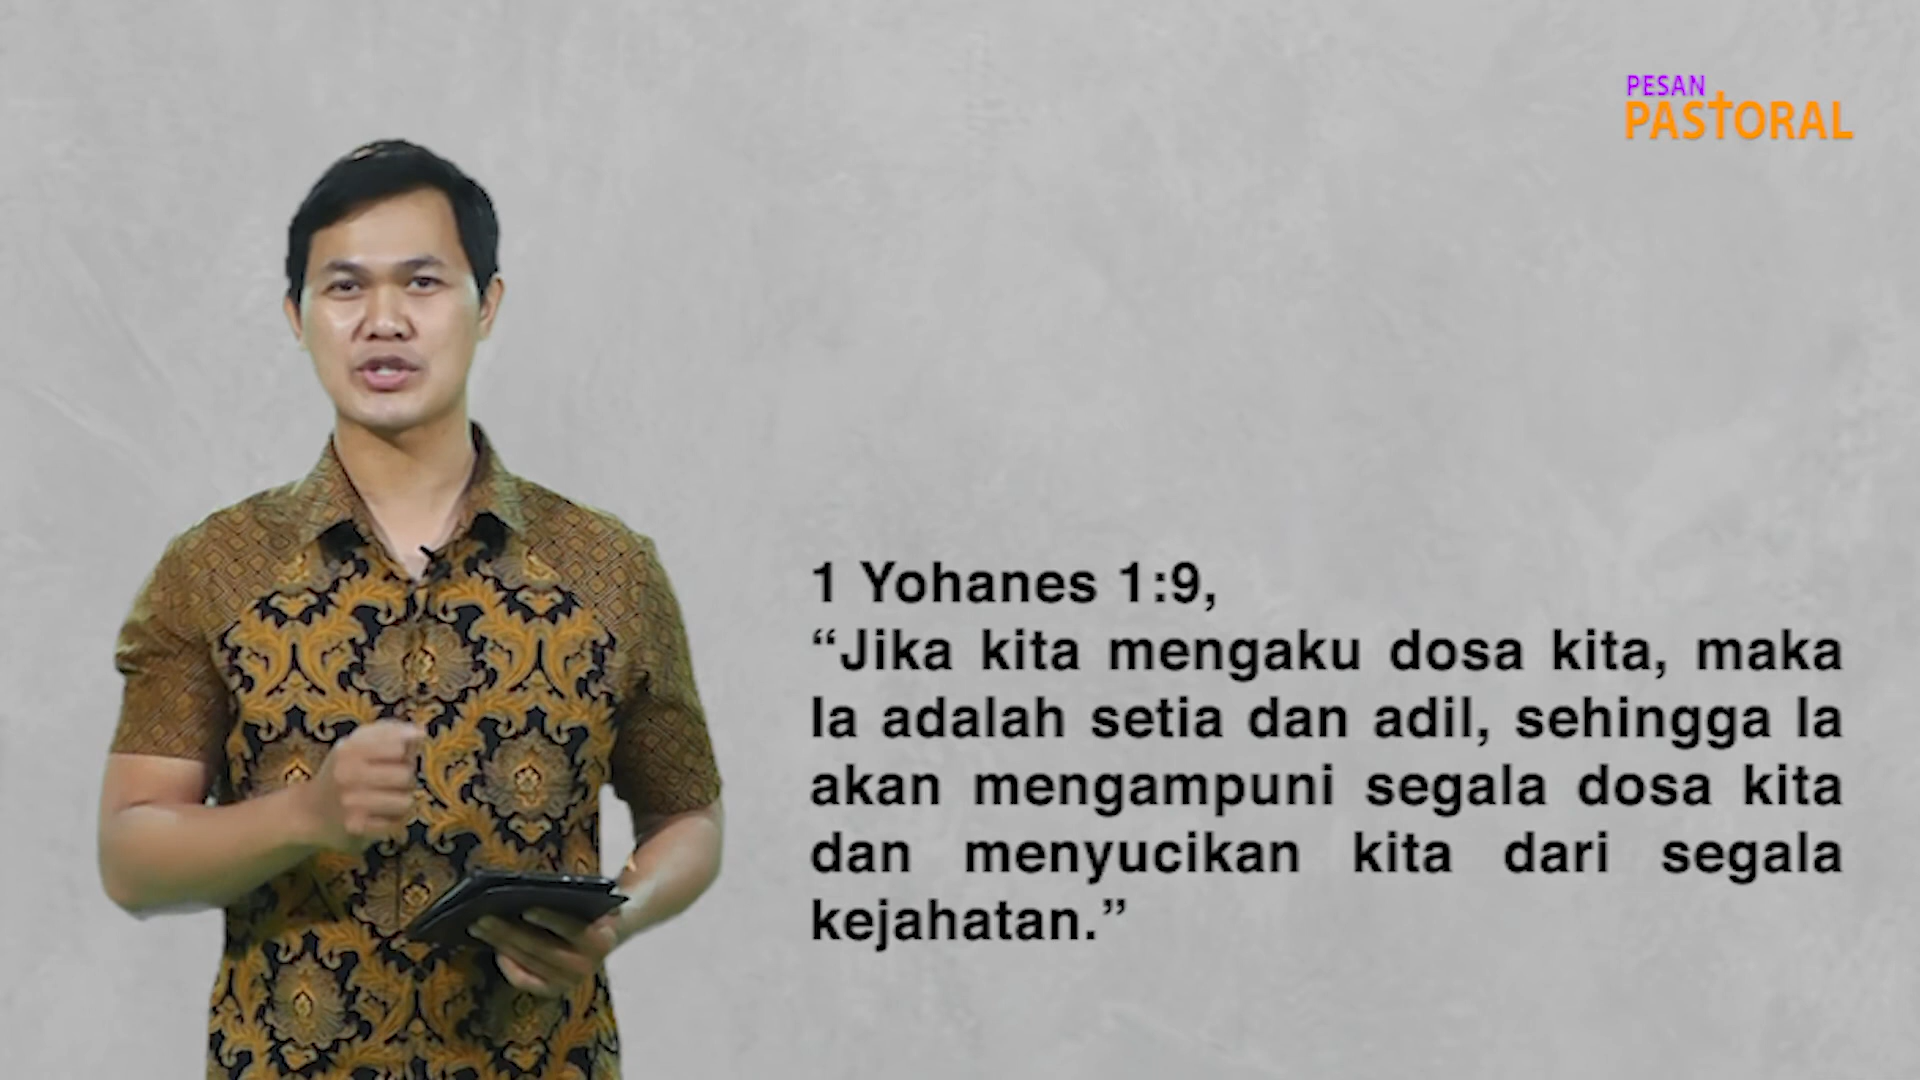 PESAN
PASTORAL
1 Yohanes 1:9,
“Jika kita mengaku dosa kita, maka
Ia adalah setia dan adil, sehingga Ia
akan mengampuni segala dosa kita
dan menyucikan kita dari segala
kejahatan.”